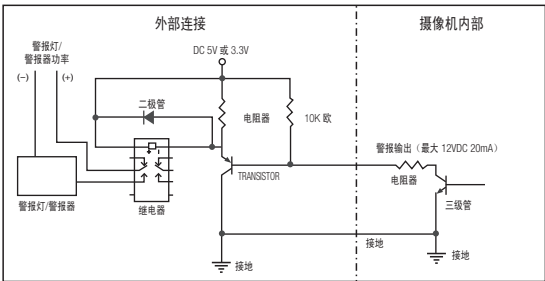 外部连接
摄像机内部
警报灯/
警报器功率
(−)
(+)
DC 5V 或 3.3V
二极管
电阻器
10K 欧
继电器
TRANSISTOR
警报灯/警报器
警报输出（最大 12VDC 20mA）
电阻器
三级管
接地
接地
接地